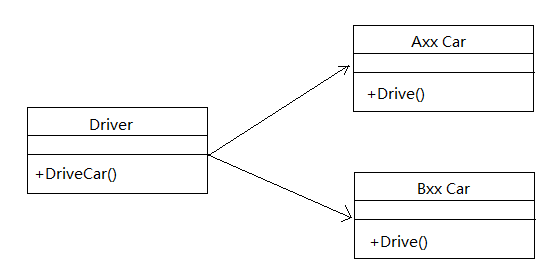 Driver
+DriveCar()
Axx Car
+Drive()
Bxx Car
+Drive()